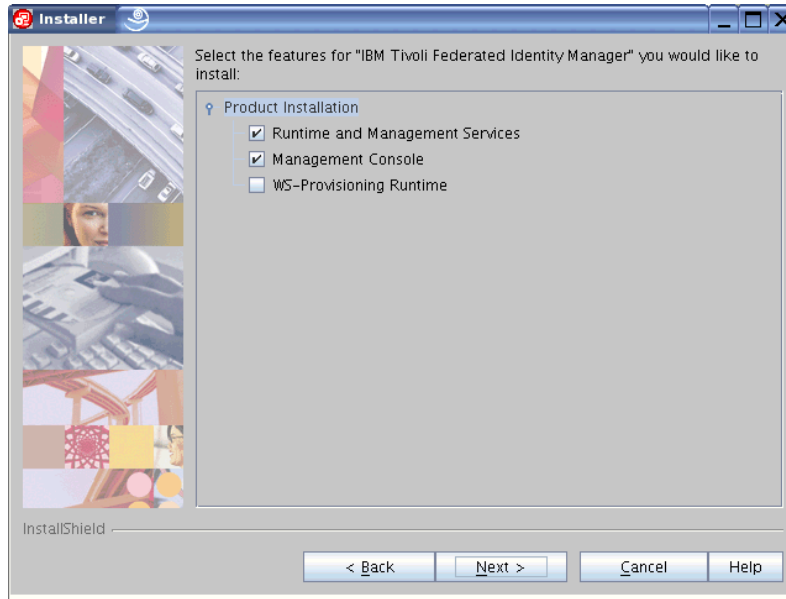 Installer
Select the features for "IBM Tivoli Federated Identity Manager" you would like to
install:
Product Installation
Runtime and Management Services
Management Console
WS-Provisioning Runtime
InstallShield
< Back
Next >
Cancel
Help